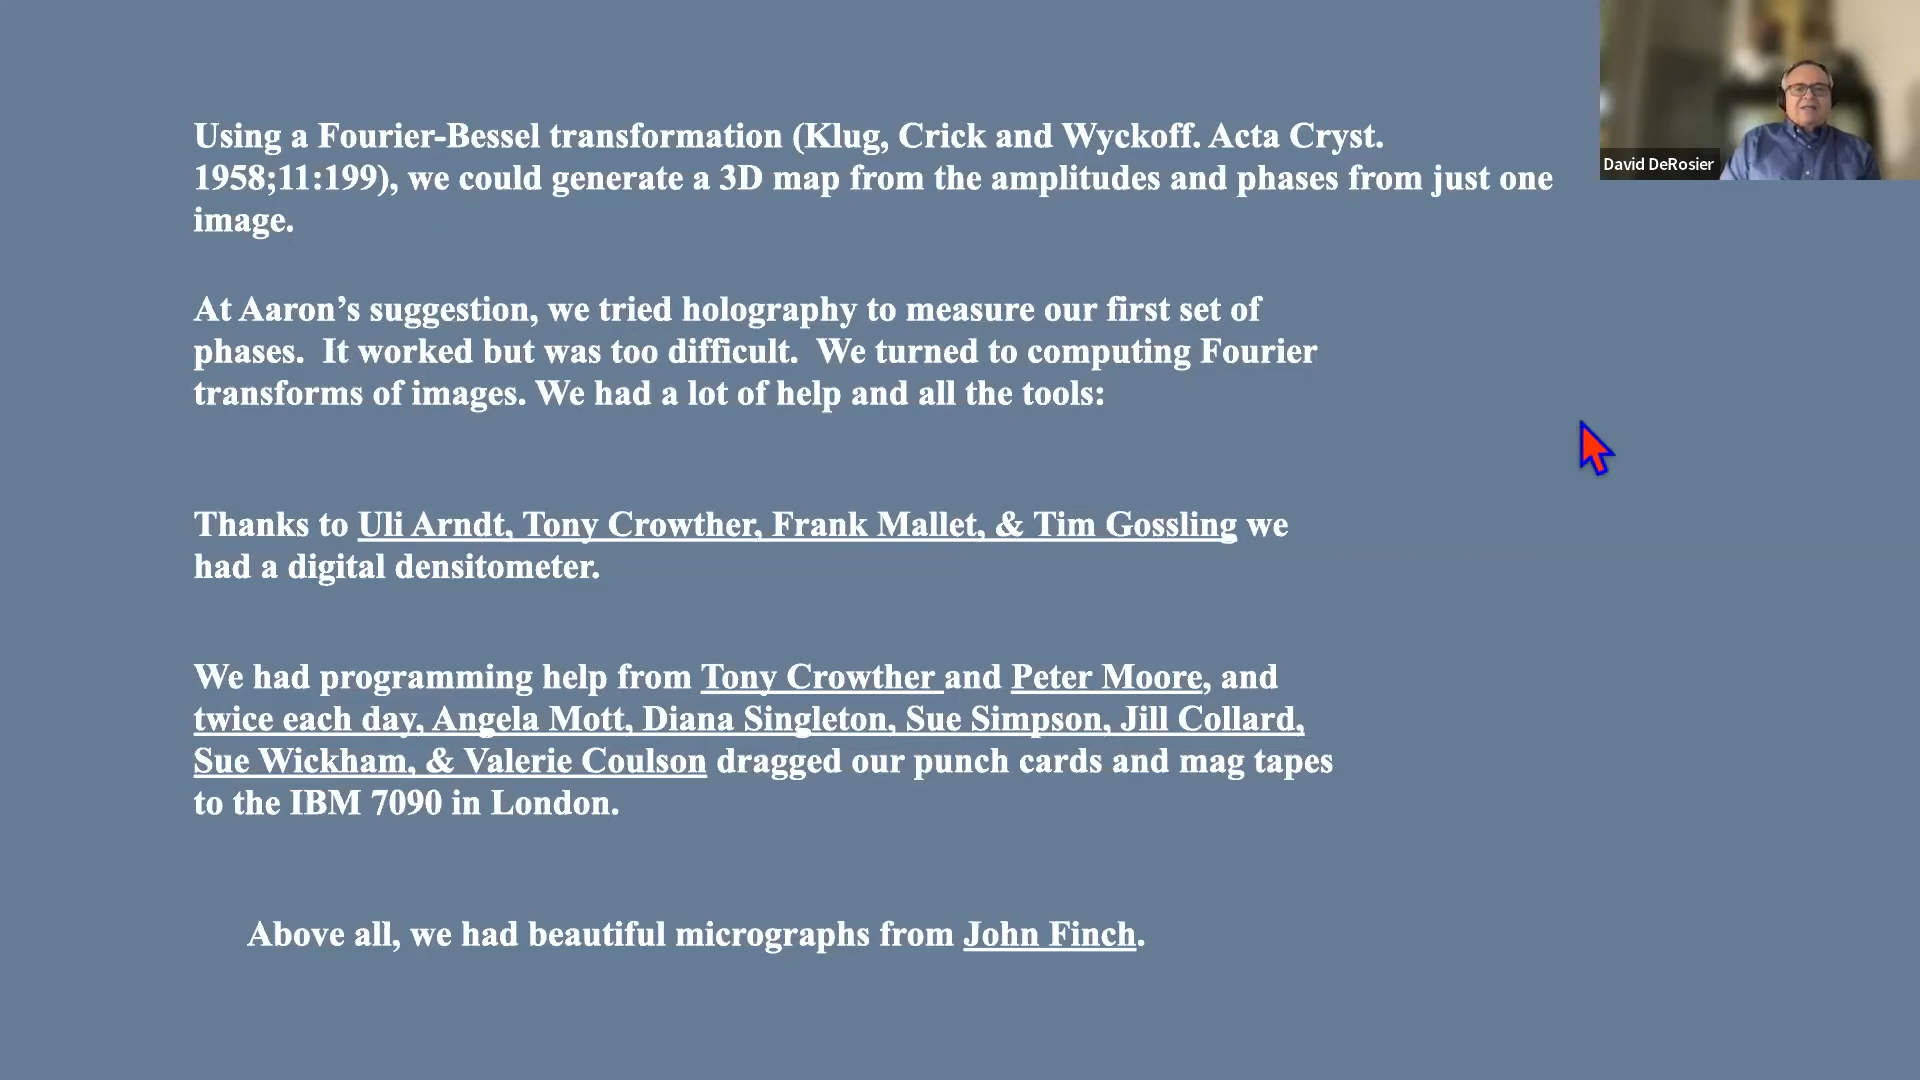 Using a Fourier-Bessel transformation (Klug, Crick and Wyckoff. Acta Cryst.
1958;11:199), we could generate a 3D map from the amplitudes and phases from just one
image.
At Aaron’s suggestion, we tried holography to measure our first set of
phases.  It worked but was too difficult.  We turned to computing Fourier
transforms of images. We had a lot of help and all the tools:
Thanks to Uli Arndt, Tony Crowther, Frank Mallet, & Tim Gossling we
had a digital densitometer.
We had programming help from Tony Crowther and Peter Moore, and
twice each day, Angela Mott, Diana Singleton, Sue Simpson, Jill Collard,
Sue Wickham, & Valerie Coulson dragged our punch cards and mag tapes
to the IBM 7090 in London.
Above all, we had beautiful micrographs from John Finch.
David DeRosier